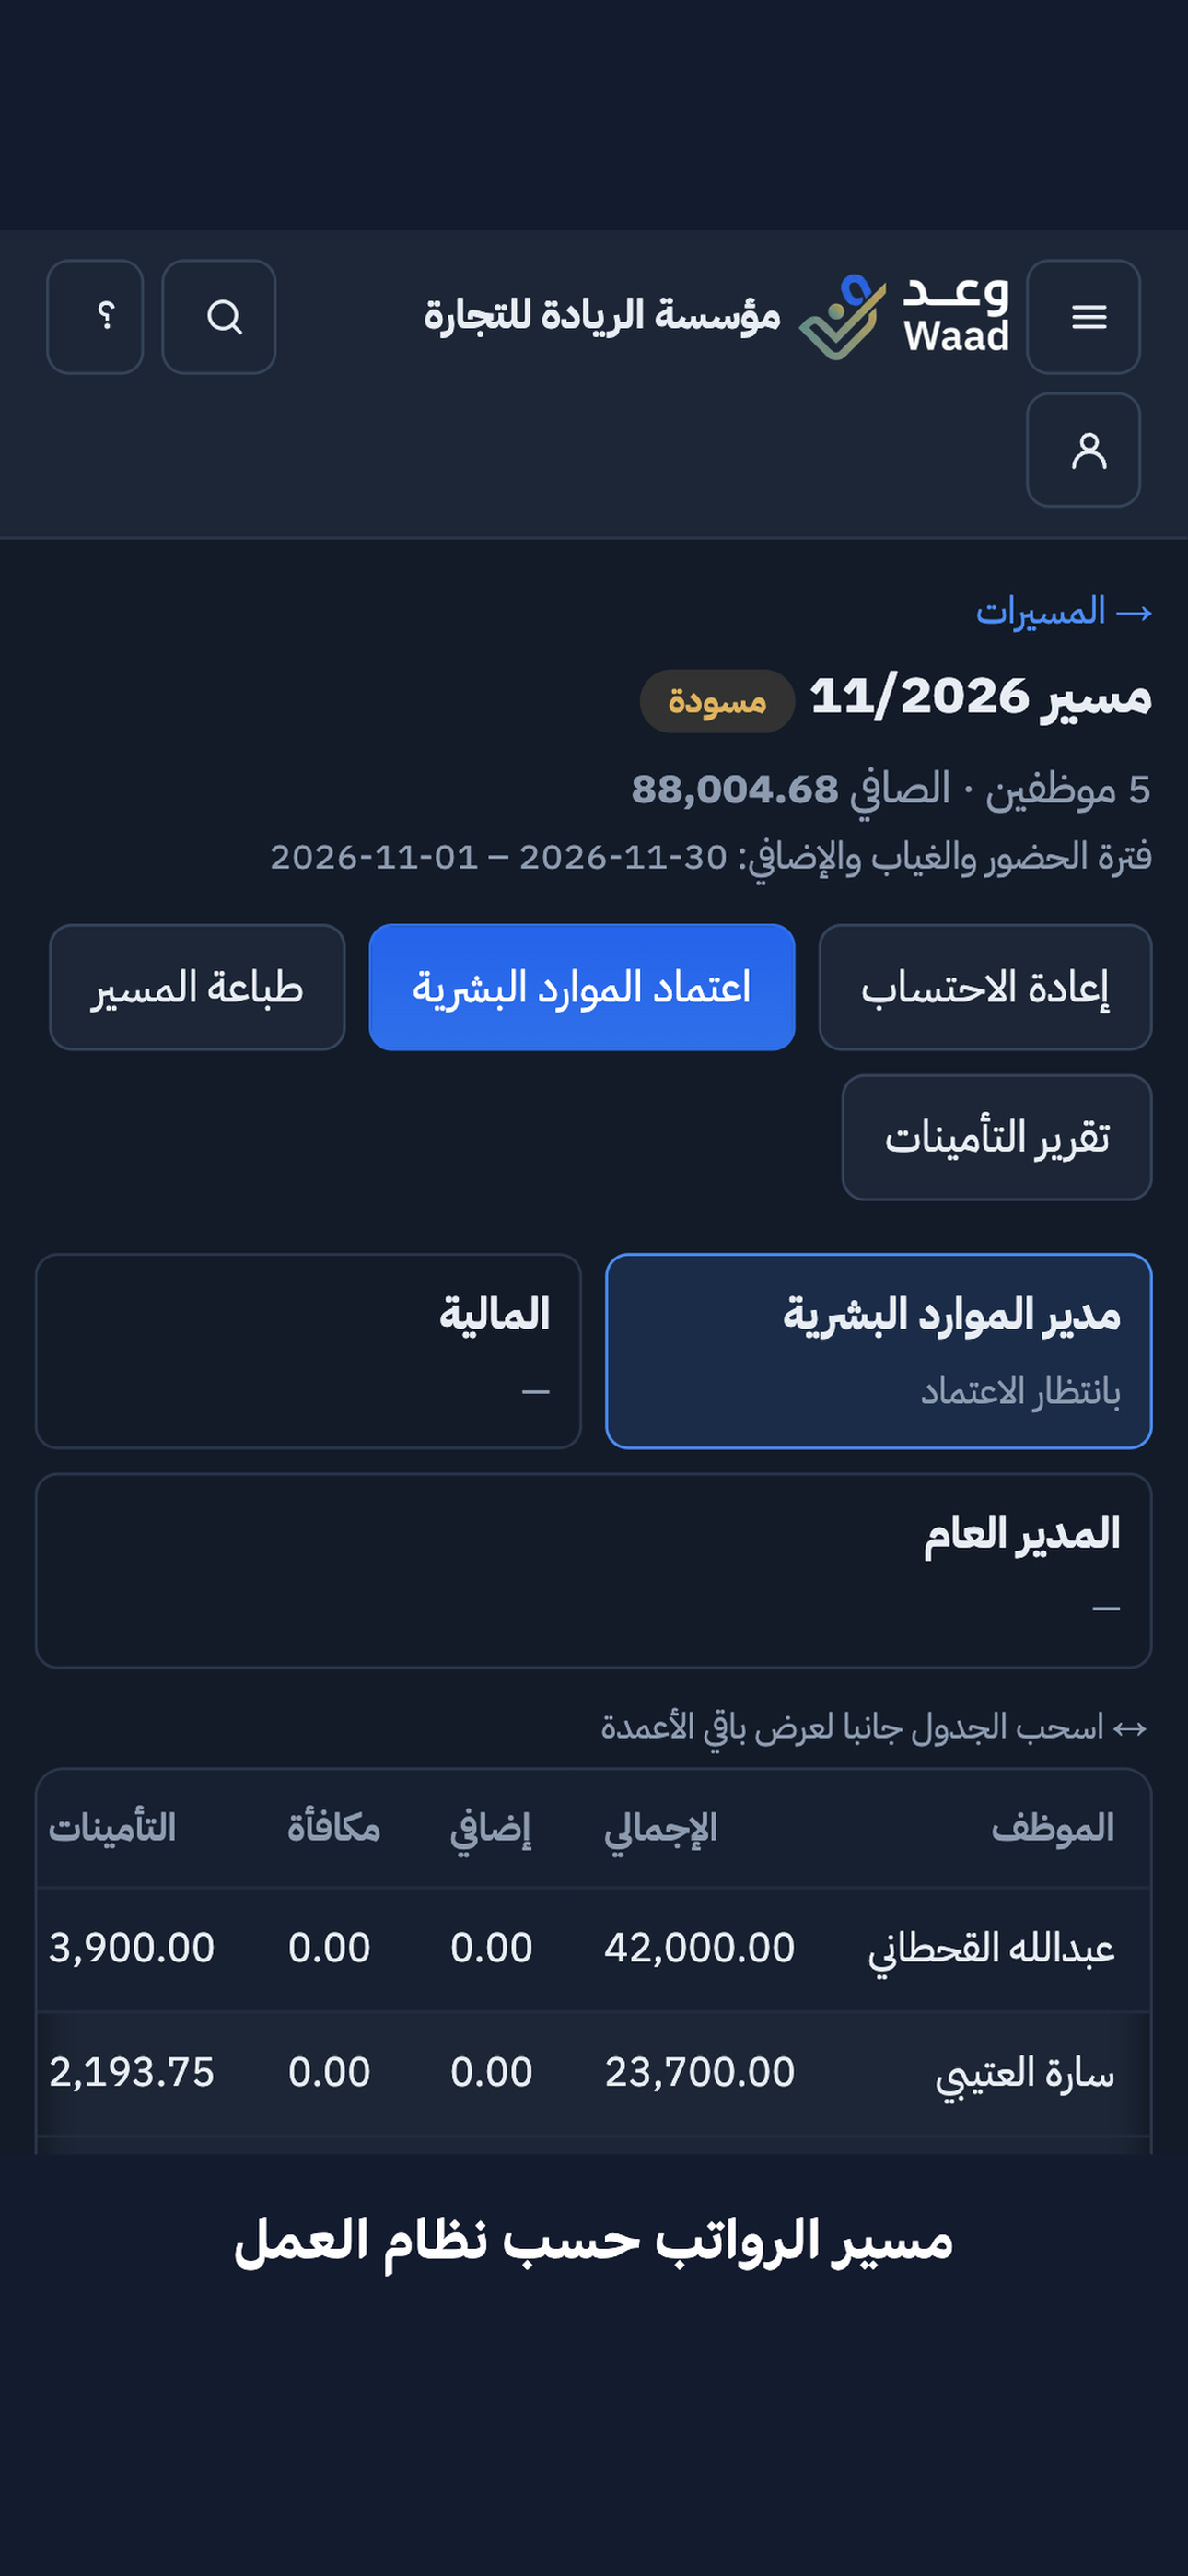 وعد
Waad
مؤسسة الريادة للتجارة
؟
→ المسيرات
مسير 11/2026 مسودة
5 موظفين · الصافي 88,004.68
فترة الحضور والغياب والإضافي: 2026-11-30 – 2026-11-01
إعادة الاحتساب اعتماد الموارد البشرية طباعة المسير
تقرير التأمينات
مدير الموارد البشرية
بانتظار الاعتماد
المالية
—
المدير العام
—
↔ اسحب الجدول جانبا لعرض باقي الأعمدة
الموظف الإجمالي إضافي مكافأة التأمينات
عبدالله القحطاني 42,000.00 0.00 0.00 3,900.00
سارة العتيبي 23,700.00 0.00 0.00 2,193.75
مسير الرواتب حسب نظام العمل